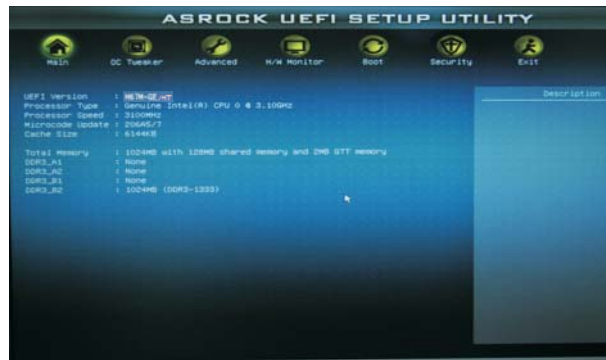 ASROCK UEFI SETUP UTILITY
Main OC Tweaker Advanced H/W Monitor Boot Security Exit
Description
UEFI Version : H67M-GE/HT
Processor Type : Genuine Intel(R) CPU 0 @ 3.10GHz
Processor Speed : 3100MHz
Microcode Update : 206A5/7
Cache Size : 6144KB
Total Memory : 1024MB with 128MB shared memory and 2MB GTT memory
DDR3_A1 : None
DDR3_A2 : None
DDR3_B1 : None
DDR3_B2 : 1024MB (DDR3-1333)